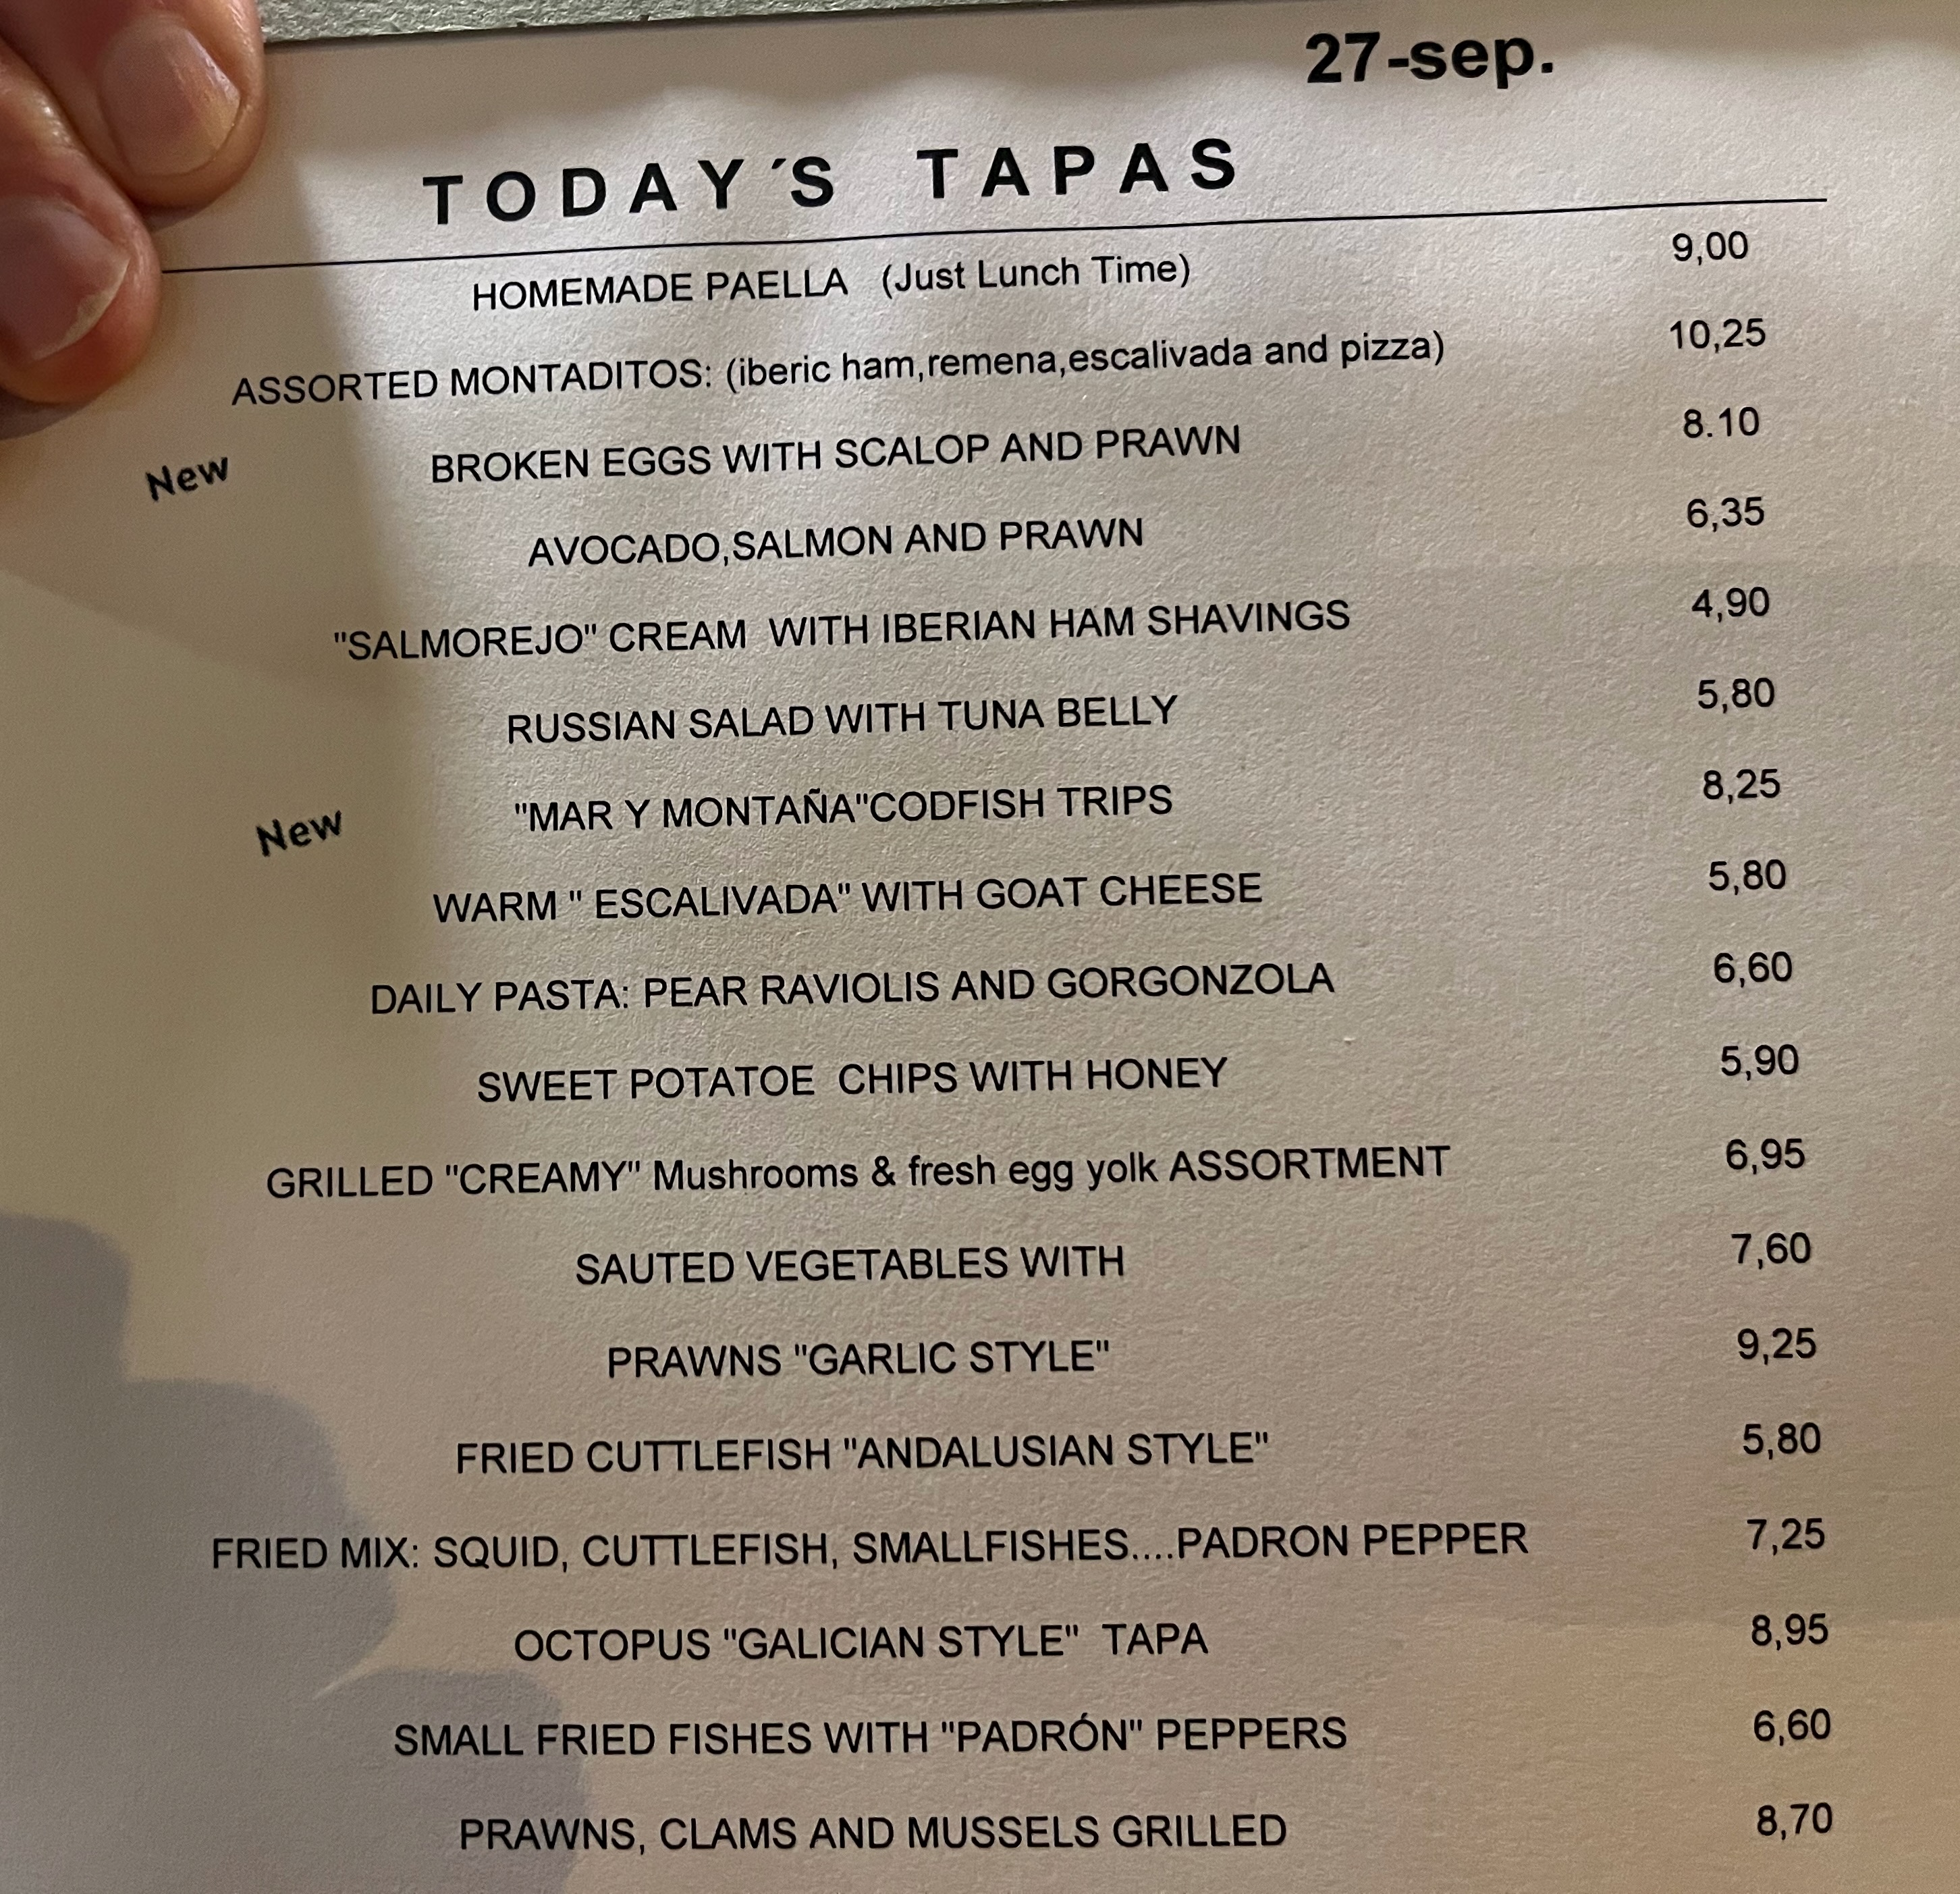 27-sep.
TODAY´S TAPAS
HOMEMADE PAELLA (Just Lunch Time) 9,00
ASSORTED MONTADITOS: (iberic ham,remena,escalivada and pizza) 10,25
New BROKEN EGGS WITH SCALOP AND PRAWN 8.10
AVOCADO,SALMON AND PRAWN 6,35
"SALMOREJO" CREAM WITH IBERIAN HAM SHAVINGS 4,90
RUSSIAN SALAD WITH TUNA BELLY 5,80
New "MAR Y MONTAÑA"CODFISH TRIPS 8,25
WARM " ESCALIVADA" WITH GOAT CHEESE 5,80
DAILY PASTA: PEAR RAVIOLIS AND GORGONZOLA 6,60
SWEET POTATOE CHIPS WITH HONEY 5,90
GRILLED "CREAMY" Mushrooms & fresh egg yolk ASSORTMENT 6,95
SAUTED VEGETABLES WITH 7,60
PRAWNS "GARLIC STYLE" 9,25
FRIED CUTTLEFISH "ANDALUSIAN STYLE" 5,80
FRIED MIX: SQUID, CUTTLEFISH, SMALLFISHES....PADRON PEPPER 7,25
OCTOPUS "GALICIAN STYLE" TAPA 8,95
SMALL FRIED FISHES WITH "PADRÓN" PEPPERS 6,60
PRAWNS, CLAMS AND MUSSELS GRILLED 8,70